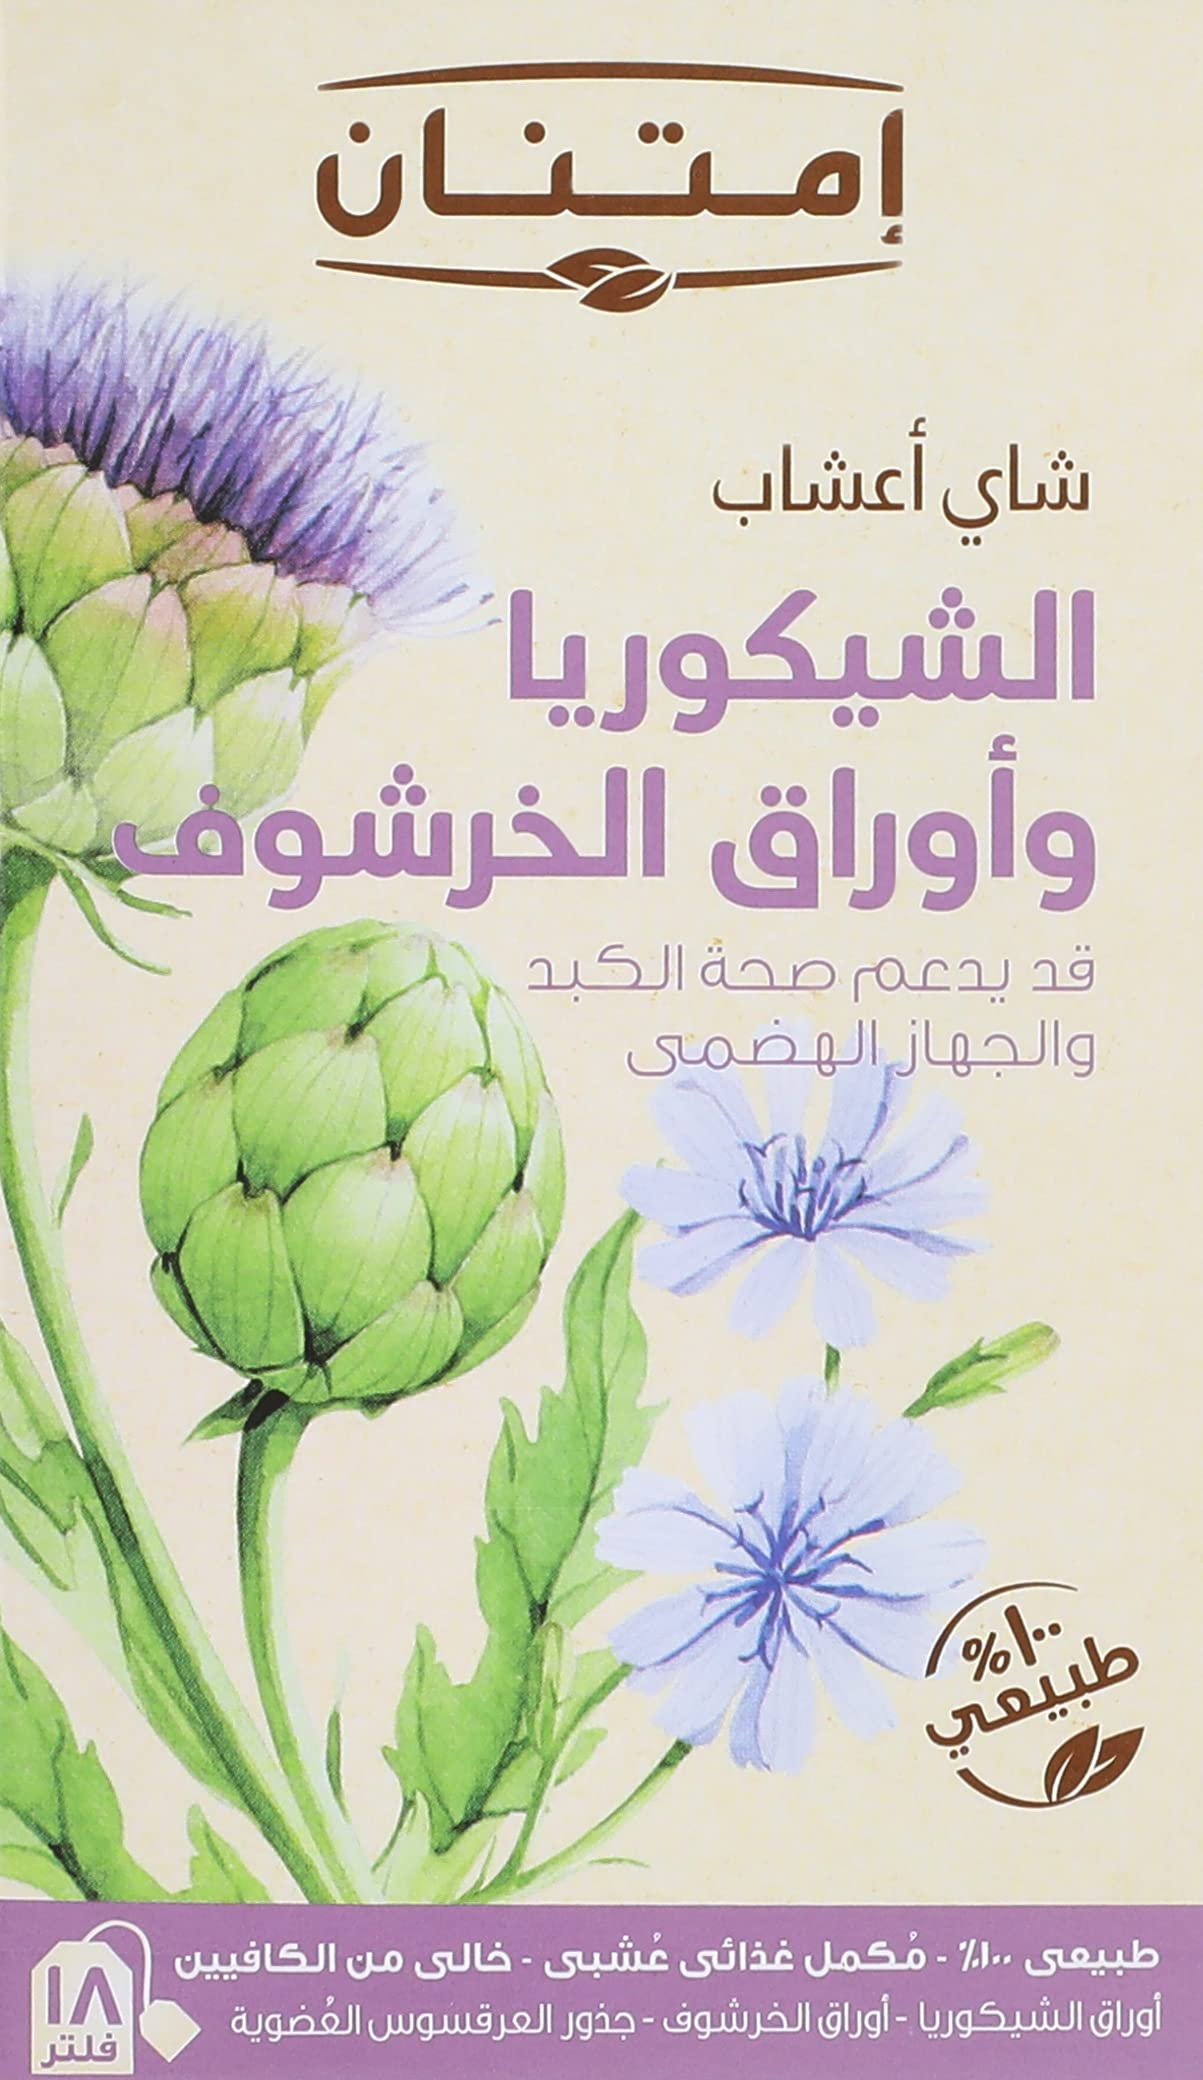 إمتنان
شاي أعشاب
الشيكوريا
وأوراق الخرشوف
قد يدعم صحة الكبد
والجهاز الهضمى
١٠٠%
طبيعي
طبيعى ١٠٠٪ - مُكمل غذائى عُشبى - خالى من الكافيين
أوراق الشيكوريا - أوراق الخرشوف - جذور العرقسوس العُضوية
١٨
فلتر